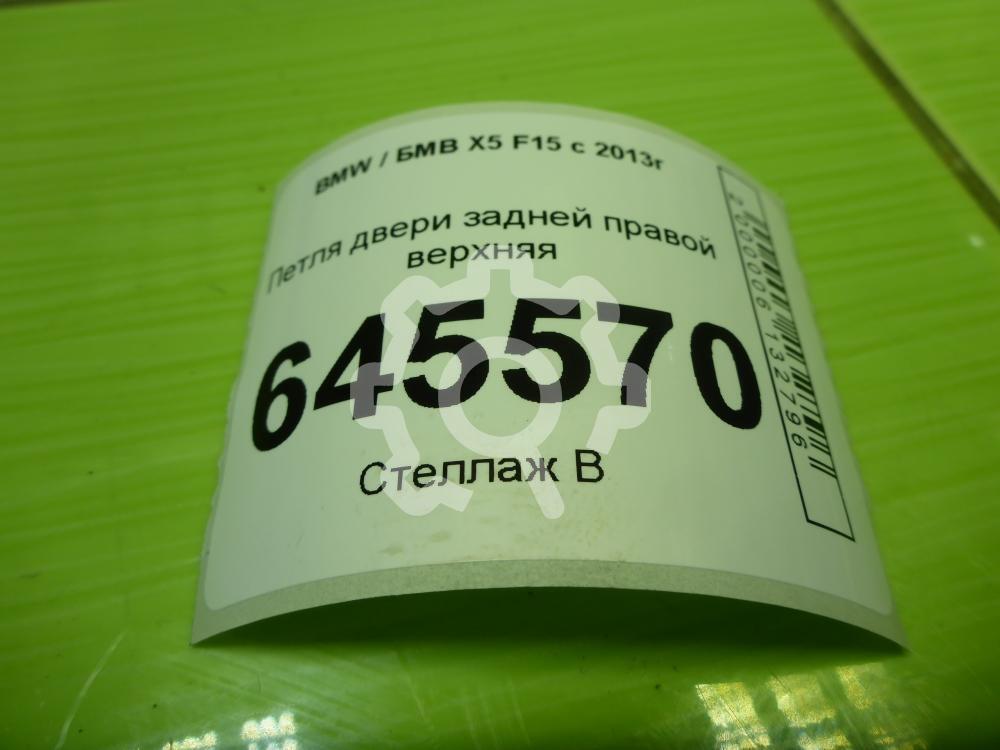 BMW / БМВ X5 F15 с 2013г
Петля двери задней правой
верхняя
645570
Стеллаж В
2000006132796